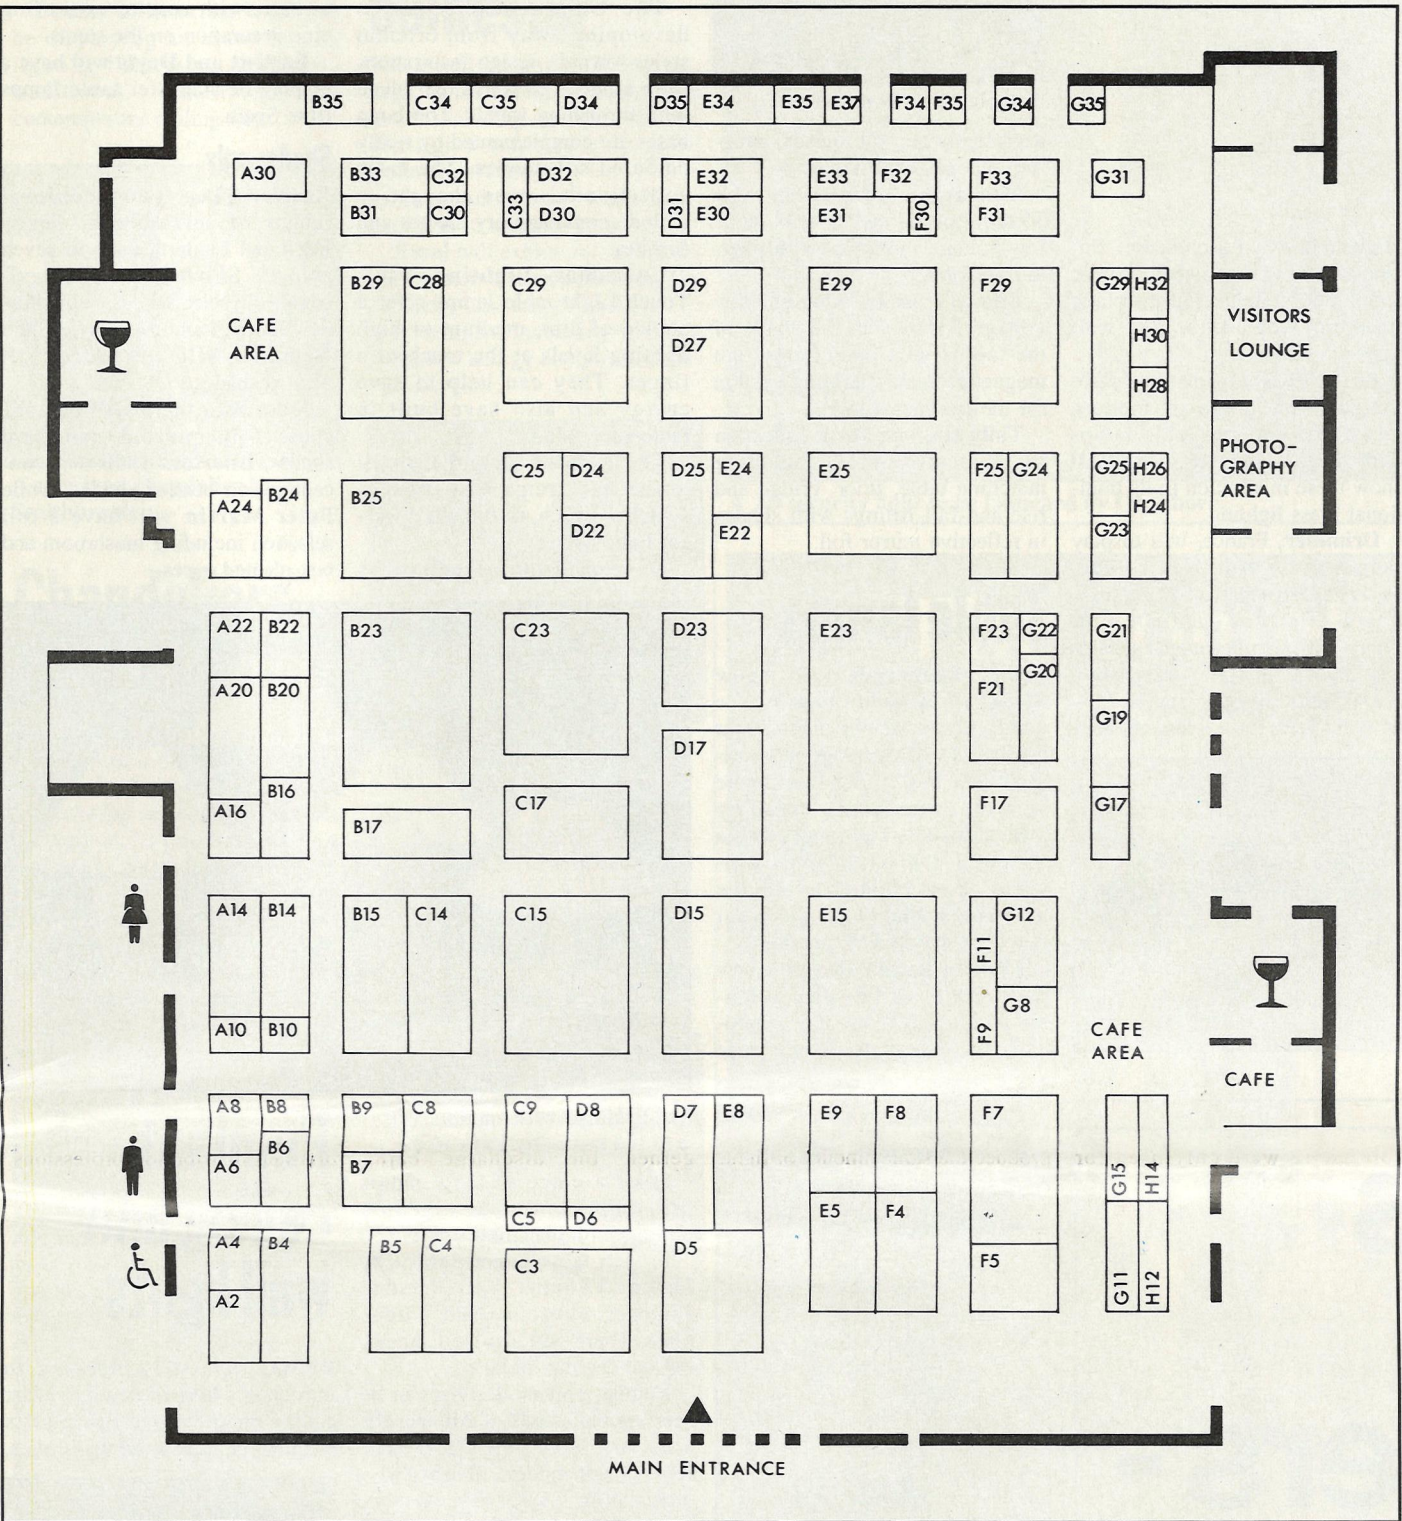 B35 C34 C35 D34 D35 E34 E35 E37 F34 F35 G34 G35
A30 B33 C32 D32 E32 E33 F32 F33 G31
B31 C30 C33 D30 D31 E30 E31 F30 F31
B29 C28 C29 D29 E29 F29 G29 H32
CAFE
AREA
D27
H30
H28
VISITORS
LOUNGE
PHOTO-
GRAPHY
AREA
A24 B24 B25 C25 D24 D25 E24 E25 F25 G24 G25 H26
D22 E22 G23 H24
A22 B22 B23 C23 D23 E23 F23 G22 G21
A20 B20 F21 G20
G19
D17
A16 B16 B17 C17 F17 G17
A14 B14 B15 C14 C15 D15 E15 F11 G12
A10 B10 F9 G8
CAFE
AREA
CAFE
A8 B8 B9 C8 C9 D8 D7 E8 E9 F8 F7
A6 B6 B7 G15 H14
C5 D6 E5 F4
A4 B4 B5 C4 C3 D5 F5 G11 H12
A2
MAIN ENTRANCE